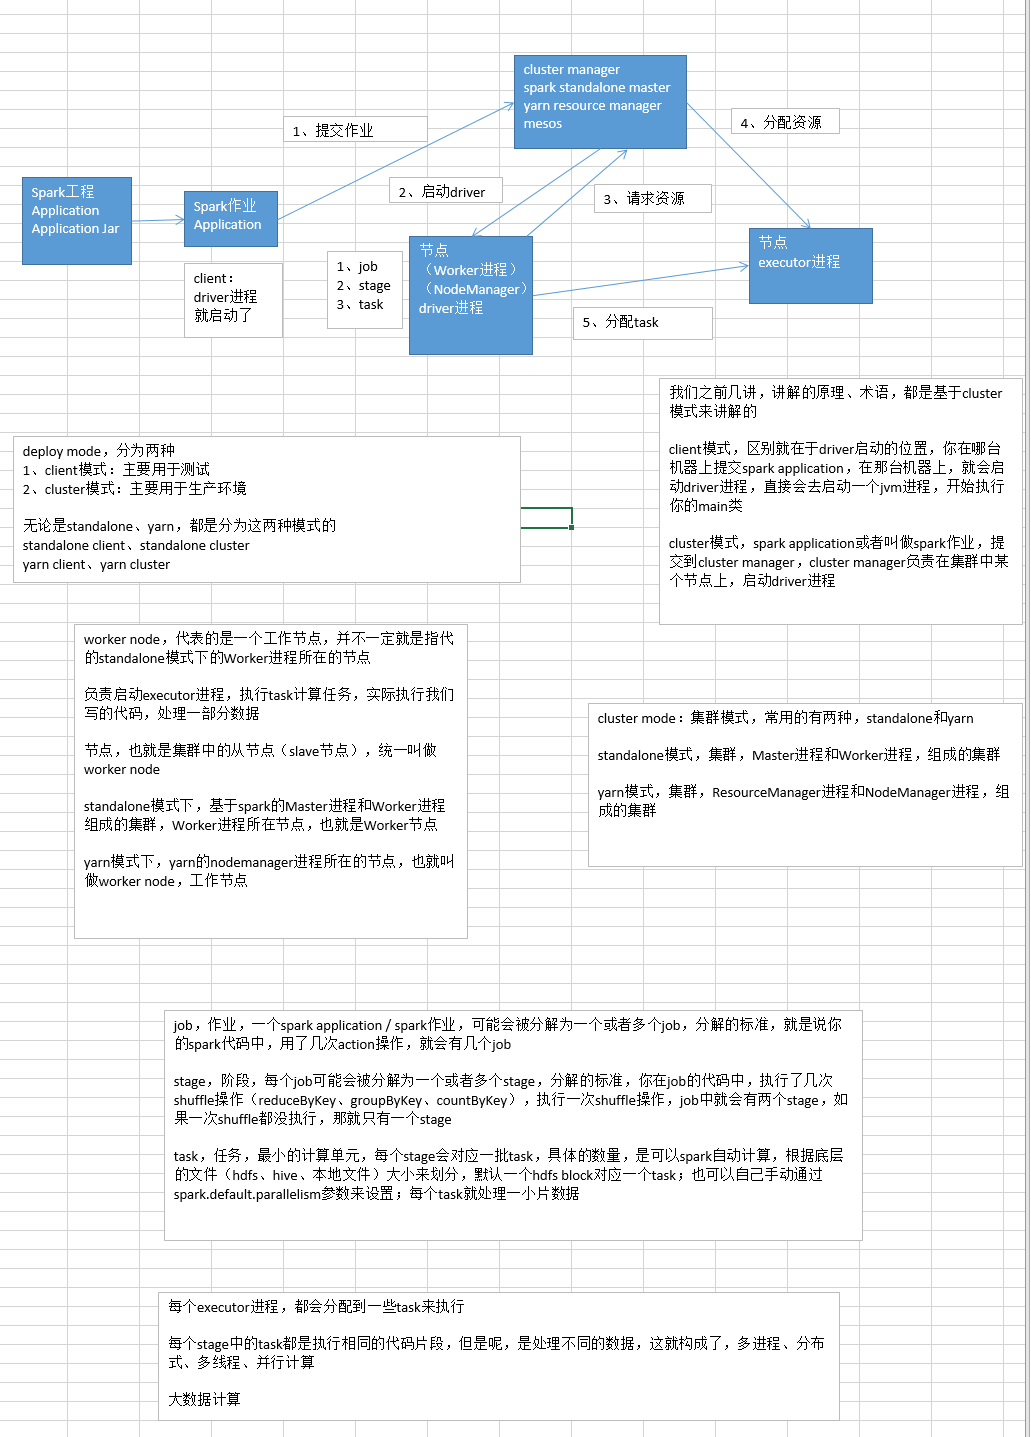 cluster manager
spark standalone master
yarn resource manager
mesos
1、提交作业
4、分配资源
Spark工程
Application
Application Jar
Spark作业
Application
2、启动driver
3、请求资源
client：
driver进程
就启动了
1、job
2、stage
3、task
节点
（Worker进程）
（NodeManager）
driver进程
节点
executor进程
5、分配task
我们之前几讲，讲解的原理、术语，都是基于cluster
模式来讲解的
client模式，区别就在于driver启动的位置，你在哪台
机器上提交spark application，在那台机器上，就会启
动driver进程，直接会去启动一个jvm进程，开始执行
你的main类
cluster模式，spark application或者叫做spark作业，提
交到cluster manager，cluster manager负责在集群中某
个节点上，启动driver进程
deploy mode，分为两种
1、client模式：主要用于测试
2、cluster模式：主要用于生产环境
无论是standalone、yarn，都是分为这两种模式的
standalone client、standalone cluster
yarn client、yarn cluster
worker node，代表的是一个工作节点，并不一定就是指代
的standalone模式下的Worker进程所在的节点
负责启动executor进程，执行task计算任务，实际执行我们
写的代码，处理一部分数据
节点，也就是集群中的从节点（slave节点），统一叫做
worker node
standalone模式下，基于spark的Master进程和Worker进程
组成的集群，Worker进程所在节点，也就是Worker节点
yarn模式下，yarn的nodemanager进程所在的节点，也就叫
做worker node，工作节点
cluster mode：集群模式，常用的有两种，standalone和yarn
standalone模式，集群，Master进程和Worker进程，组成的集群
yarn模式，集群，ResourceManager进程和NodeManager进程，组
成的集群
job，作业，一个spark application / spark作业，可能会被分解为一个或者多个job，分解的标准，就是说你
的spark代码中，用了几次action操作，就会有几个job
stage，阶段，每个job可能会被分解为一个或者多个stage，分解的标准，你在job的代码中，执行了几次
shuffle操作（reduceByKey、groupByKey、countByKey），执行一次shuffle操作，job中就会有两个stage，如
果一次shuffle都没执行，那就只有一个stage
task，任务，最小的计算单元，每个stage会对应一批task，具体的数量，是可以spark自动计算，根据底层
的文件（hdfs、hive、本地文件）大小来划分，默认一个hdfs block对应一个task；也可以自己手动通过
spark.default.parallelism参数来设置；每个task就处理一小片数据
每个executor进程，都会分配到一些task来执行
每个stage中的task都是执行相同的代码片段，但是呢，是处理不同的数据，这就构成了，多进程、分布
式、多线程、并行计算
大数据计算